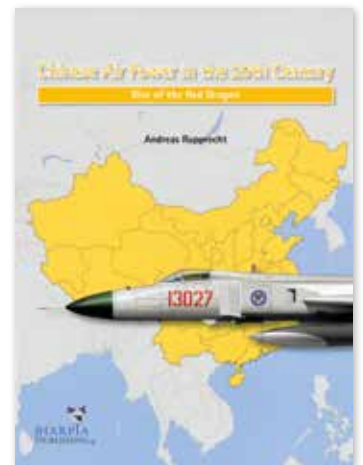 Chinese Air Power in the 20th Century
Rise of the Red Dragon
Andreas Rupprecht
13027
HARPIA
PUBLISHING